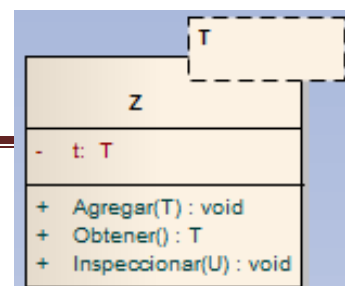 T
Z
- t: T
+ Agregar(T) : void
+ Obtener() : T
+ Inspeccionar(U) : void